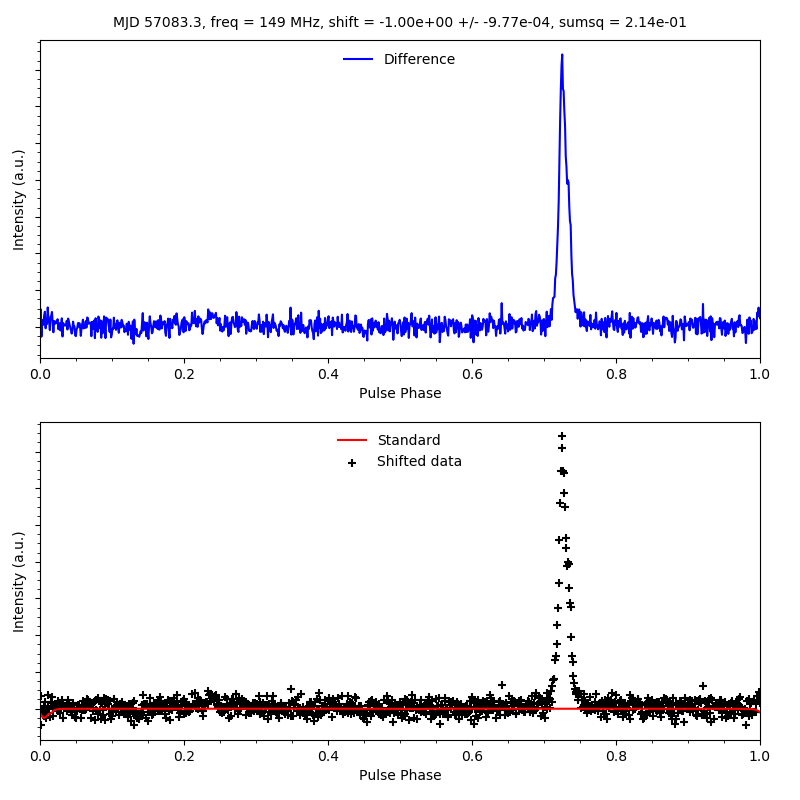 MJD 57083.3, freq = 149 MHz, shift = -1.00e+00 +/- -9.77e-04, sumsq = 2.14e-01
Difference
Intensity (a.u.)
0.0 0.2 0.4 0.6 0.8 1.0
Pulse Phase
Standard
Shifted data
Intensity (a.u.)
0.0 0.2 0.4 0.6 0.8 1.0
Pulse Phase